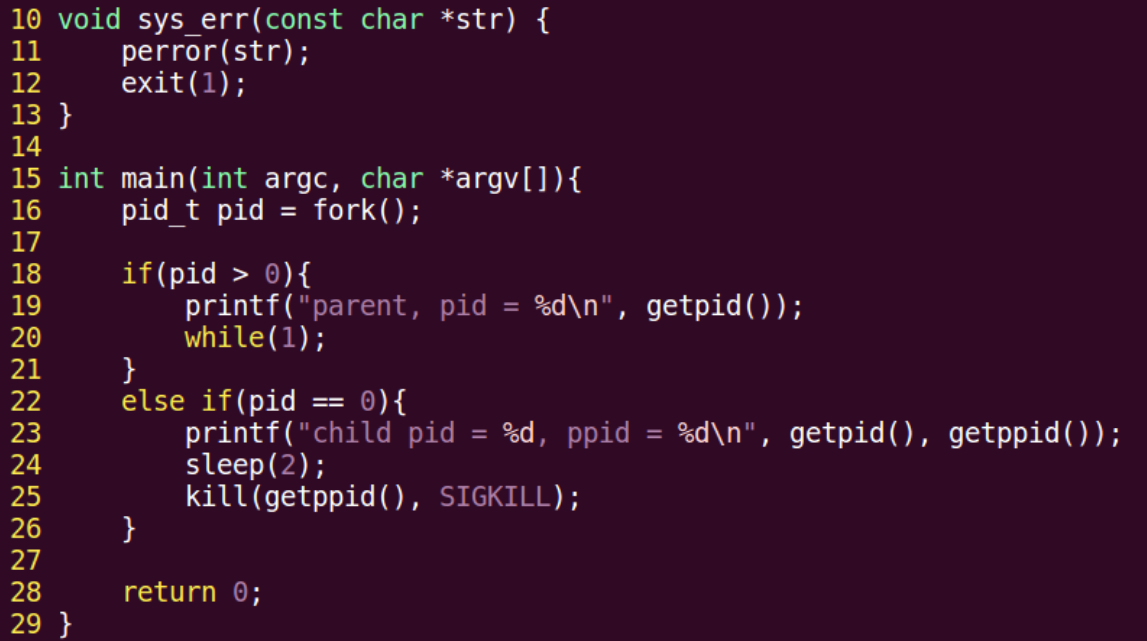 10 void sys_err(const char *str) {
11     perror(str);
12     exit(1);
13 }
14
15 int main(int argc, char *argv[]){
16     pid_t pid = fork();
17
18     if(pid > 0){
19         printf("parent, pid = %d\n", getpid());
20         while(1);
21     }
22     else if(pid == 0){
23         printf("child pid = %d, ppid = %d\n", getpid(), getppid());
24         sleep(2);
25         kill(getppid(), SIGKILL);
26     }
27
28     return 0;
29 }